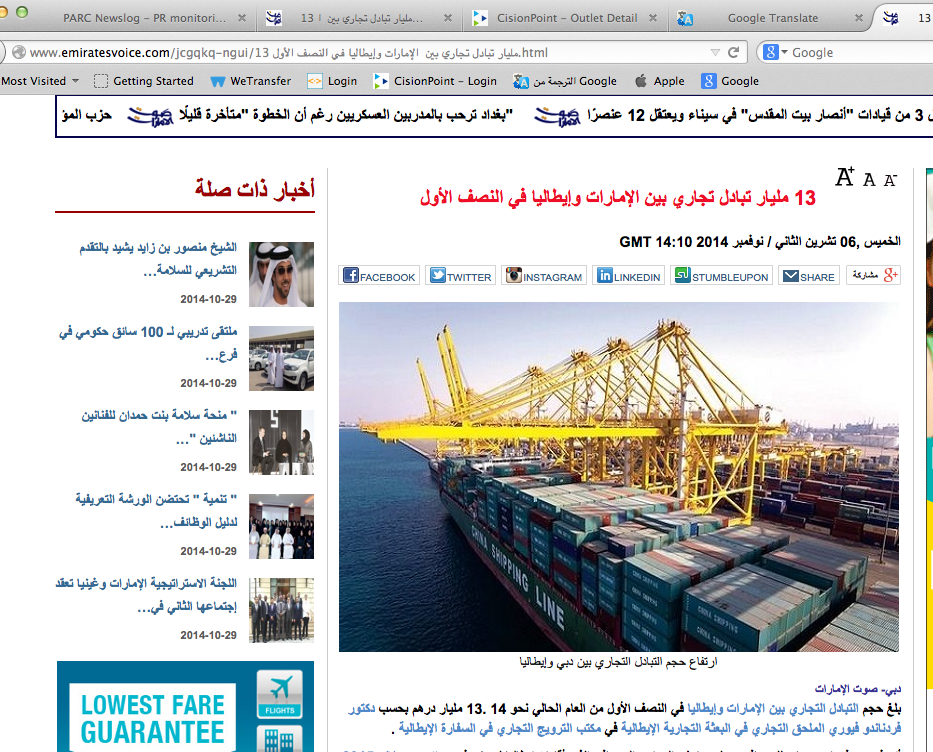 PARC Newslog – PR monitori...
13 مليار تبادل تجاري بين ا...
CisionPoint – Outlet Detail
Google Translate
13
www.emiratesvoice.com/jcgqkq-ngui/13 مليار تبادل تجاري بين الإمارات وإيطاليا في النصف الأول.html
Google
Most Visited
Getting Started
WeTransfer
Login
CisionPoint – Login
الترجمة من Google
Apple
Google
3 من قيادات "أنصار بيت المقدس" في سيناء ويعتقل 12 عنصرًا
"بغداد ترحب بالمدربين العسكريين رغم أن الخطوة "متأخرة قليلًا
حزب المؤ
A+ A A-
13 مليار تبادل تجاري بين الإمارات وإيطاليا في النصف الأول
الخميس ,06 تشرين الثاني / نوفمبر 2014 GMT 14:10
FACEBOOK
TWITTER
INSTAGRAM
LINKEDIN
STUMBLEUPON
SHARE
مشاركة g+
CHINA SHIPPING LINE
CHINA SHIPPING
ارتفاع حجم التبادل التجاري بين دبي وإيطاليا
دبي- صوت الإمارات
بلغ حجم التبادل التجاري بين الإمارات وإيطاليا في النصف الأول من العام الحالي نحو 14 .13 مليار درهم بحسب دكتور
فردناندو فيوري الملحق التجاري في البعثة التجارية الإيطالية في مكتب الترويج التجاري في السفارة الإيطالية .
أخبار ذات صلة
الشيخ منصور بن زايد يشيد بالتقدم
التشريعي للسلامة...
2014-10-29
ملتقى تدريبي لـ 100 سائق حكومي في
فرع...
2014-10-29
" منحة سلامة بنت حمدان للفنانين
الناشئين "...
2014-10-29
" تنمية " تحتضن الورشة التعريفية
لدليل الوظائف...
2014-10-29
اللجنة الاستراتيجية الإمارات وغينيا تعقد
إجتماعها الثاني في...
2014-10-29
LOWEST FARE
GUARANTEE
FLIGHTS